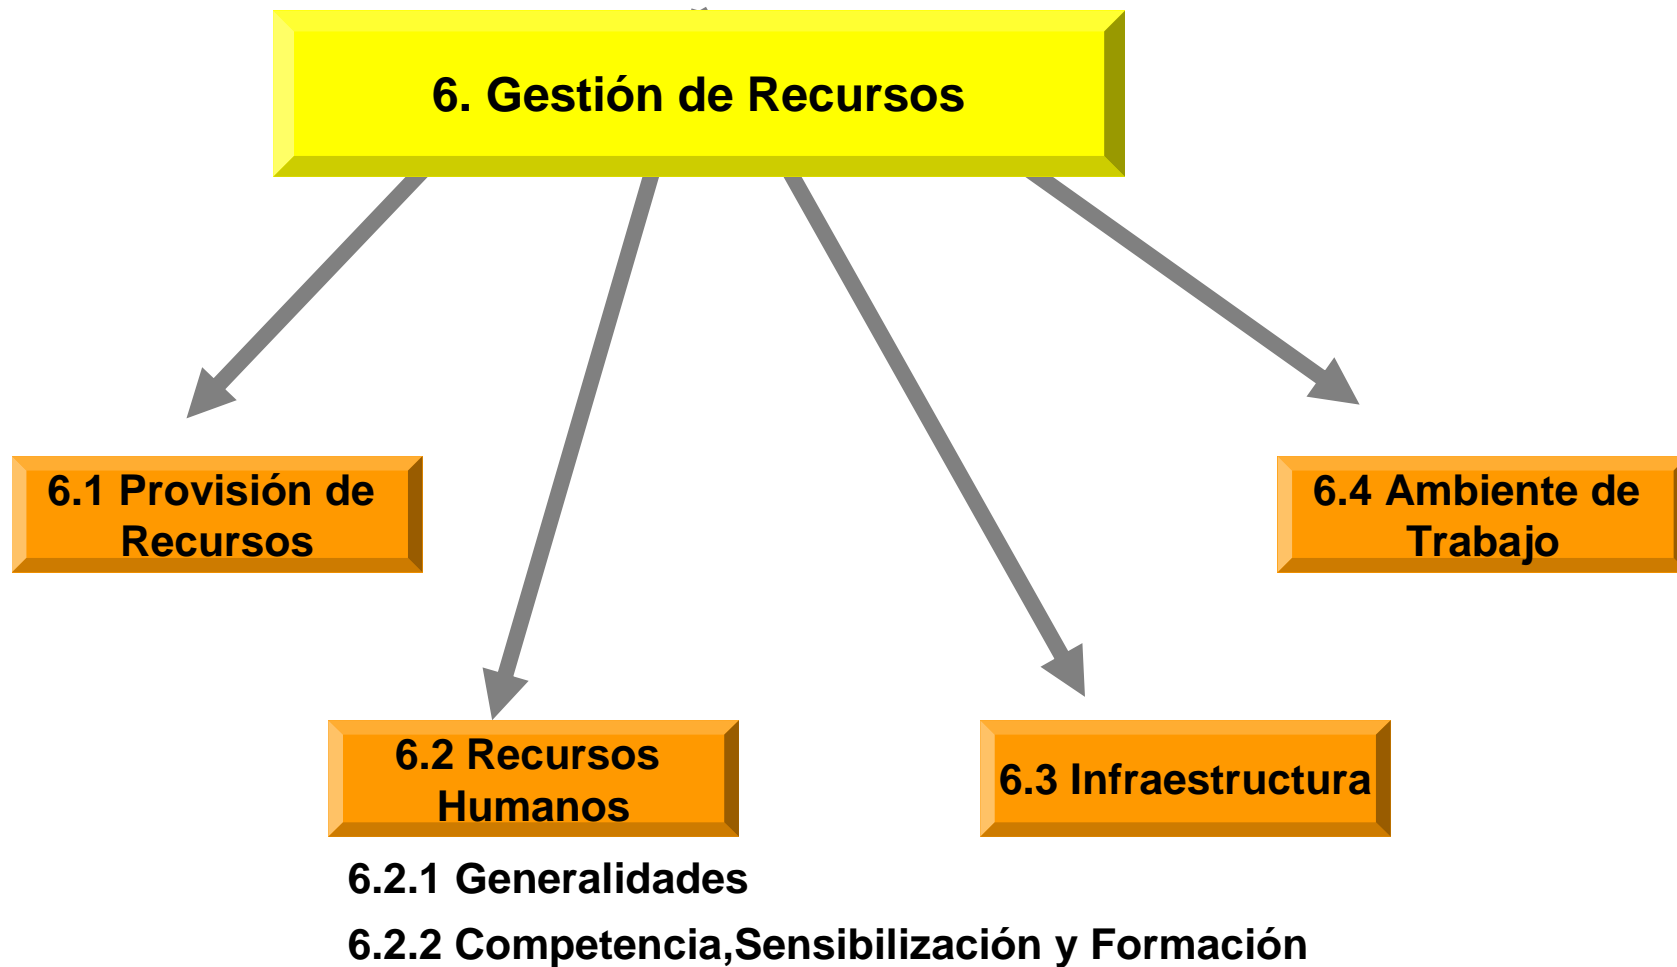 6. Gestión de Recursos
6.1 Provisión de
Recursos
6.4 Ambiente de
Trabajo
6.2 Recursos
Humanos
6.3 Infraestructura
6.2.1 Generalidades
6.2.2 Competencia,Sensibilización y Formación